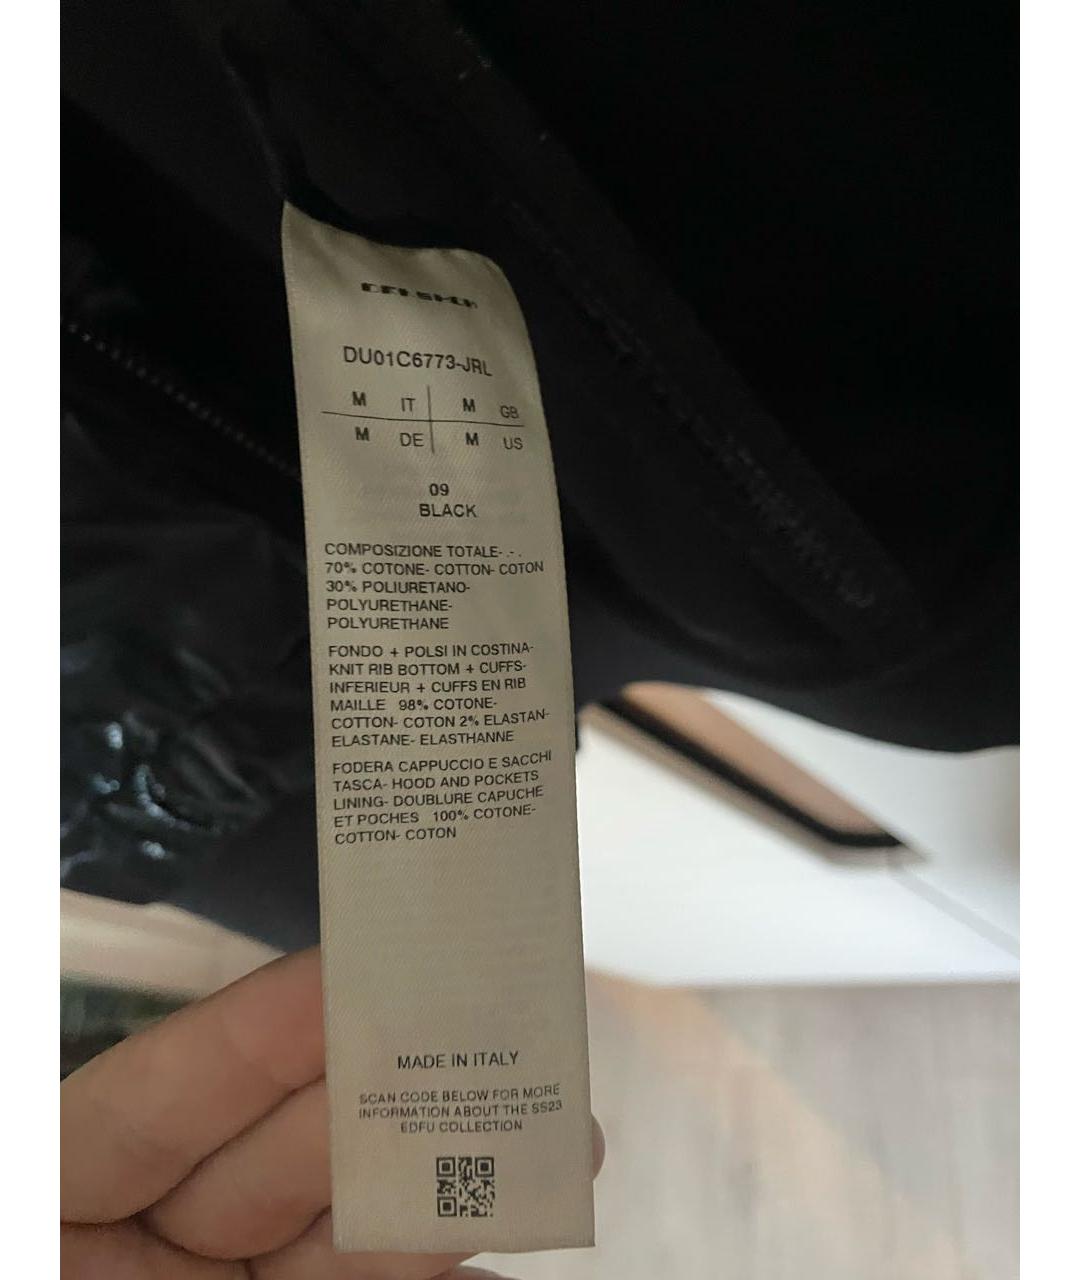 DRKSHDW
DU01C6773-JRL
M IT M GB
M DE M US
09
BLACK
COMPOSIZIONE TOTALE- .- .
70% COTONE- COTTON- COTON
30% POLIURETANO-
POLYURETHANE-
POLYURETHANE
FONDO + POLSI IN COSTINA-
KNIT RIB BOTTOM + CUFFS-
INFERIEUR + CUFFS EN RIB
MAILLE 98% COTONE-
COTTON- COTON 2% ELASTAN-
ELASTANE- ELASTHANNE
FODERA CAPPUCCIO E SACCHI
TASCA- HOOD AND POCKETS
LINING- DOUBLURE CAPUCHE
ET POCHES 100% COTONE-
COTTON- COTON
MADE IN ITALY
SCAN CODE BELOW FOR MORE
INFORMATION ABOUT THE SS23
EDFU COLLECTION